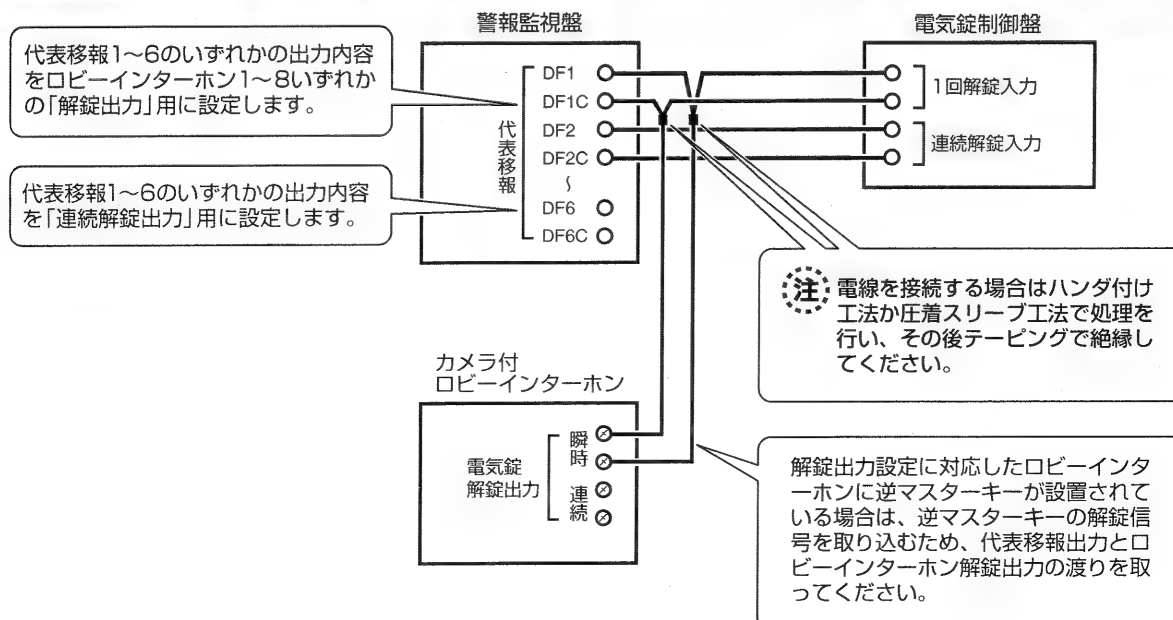 警報監視盤
電気錠制御盤
代表移報1～6のいずれかの出力内容
をロビーインターホン1～8いずれか
の「解錠出力」用に設定します。
代表移報1～6のいずれかの出力内容
を「連続解錠出力」用に設定します。
代表移報
DF1
DF1C
DF2
DF2C
～
DF6
DF6C
1回解錠入力
連続解錠入力
注 電線を接続する場合はハンダ付け
工法か圧着スリーブ工法で処理を
行い、その後テーピングで絶縁し
てください。
カメラ付
ロビーインターホン
電気錠
解錠出力
瞬時
連続
解錠出力設定に対応したロビーインタ
ーホンに逆マスターキーが設置されて
いる場合は、逆マスターキーの解錠信
号を取り込むため、代表移報出力とロ
ビーインターホン解錠出力の渡りを取
ってください。